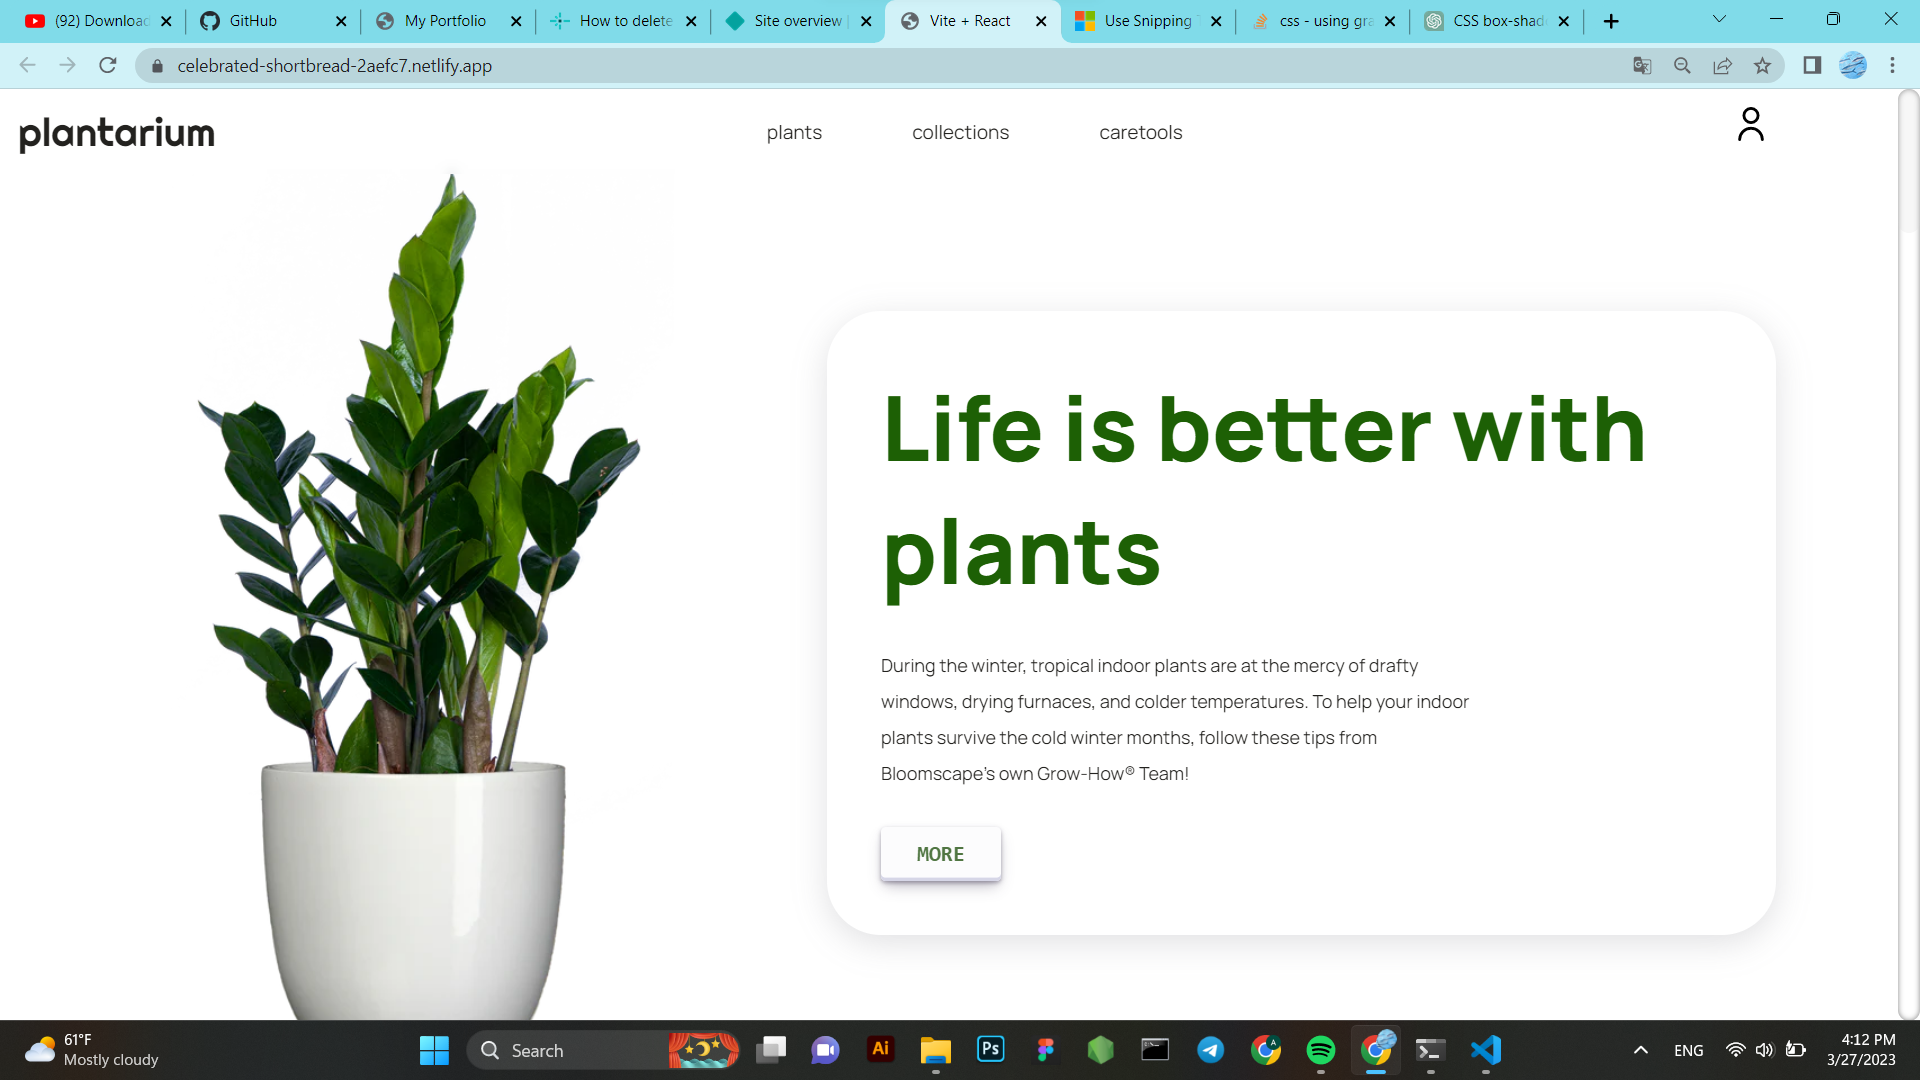 (92) Download
GitHub
My Portfolio
How to delete
Site overview |
Vite + React
Use Snipping T
css - using gra
CSS box-shad
celebrated-shortbread-2aefc7.netlify.app
plantarium
plants
collections
caretools
Life is better with
plants
During the winter, tropical indoor plants are at the mercy of drafty
windows, drying furnaces, and colder temperatures. To help your indoor
plants survive the cold winter months, follow these tips from
Bloomscape's own Grow-How® Team!
MORE
61°F
Mostly cloudy
Search
Ai
Ps
A
ENG
4:12 PM
3/27/2023